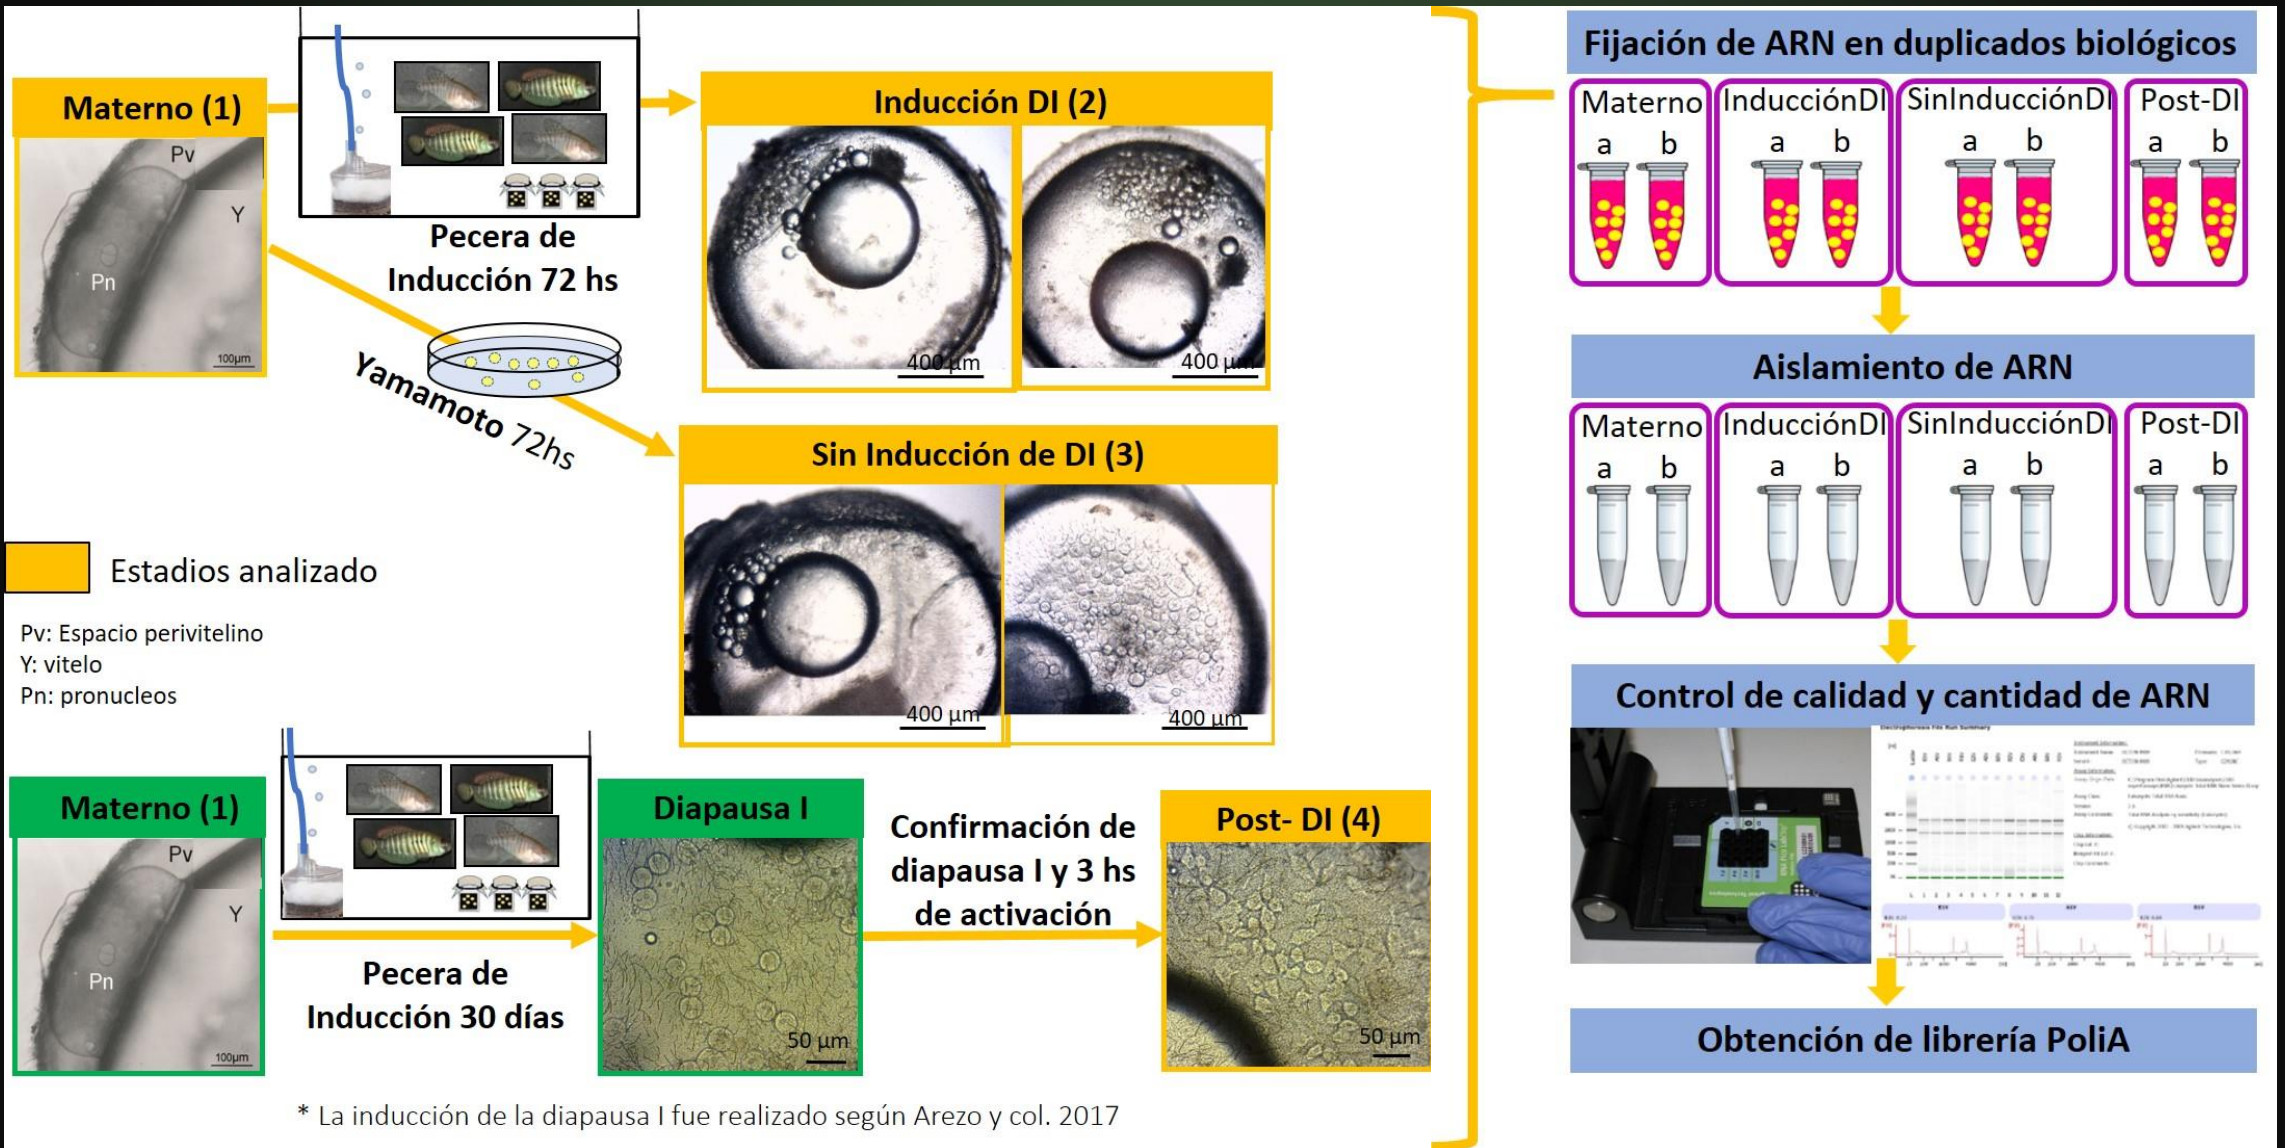 Materno (1)
Pv
Y
Pn
100µm
Pecera de
Inducción 72 hs
Yamamoto 72hs
Inducción DI (2)
400 µm
400 µm
Sin Inducción de DI (3)
400 µm
400 µm
Estadios analizado
Pv: Espacio perivitelino
Y: vitelo
Pn: pronucleos
Materno (1)
Pv
Y
Pn
100µm
Pecera de
Inducción 30 días
Diapausa I
50 µm
Confirmación de
diapausa I y 3 hs
de activación
Post- DI (4)
50 µm
* La inducción de la diapausa I fue realizado según Arezo y col. 2017
Fijación de ARN en duplicados biológicos
Materno InducciónDI SinInducciónDI Post-DI
a b a b a b a b
Aislamiento de ARN
Materno InducciónDI SinInducciónDI Post-DI
a b a b a b a b
Control de calidad y cantidad de ARN
Obtención de librería PoliA